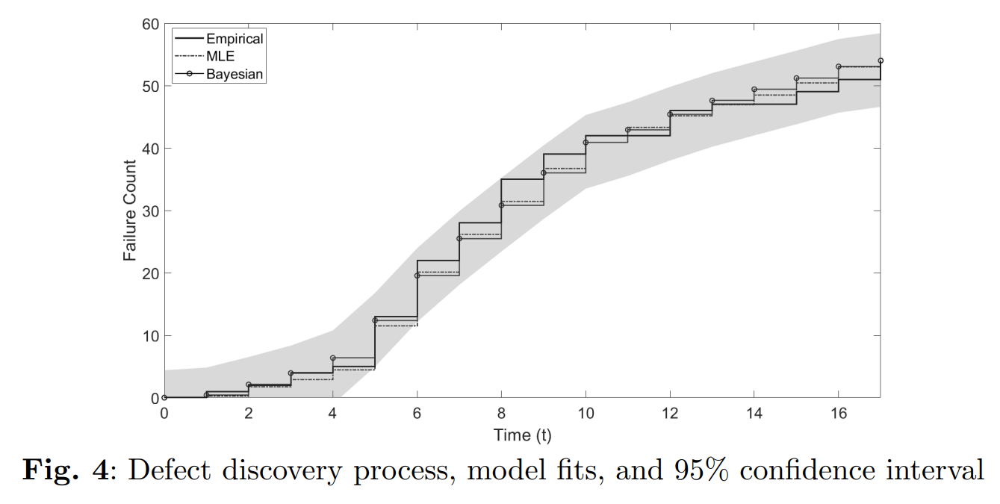 60
50
40
30
20
10
0
Failure Count
Empirical
MLE
Bayesian
0 2 4 6 8 10 12 14 16
Time (t)
Fig. 4: Defect discovery process, model fits, and 95% confidence interval